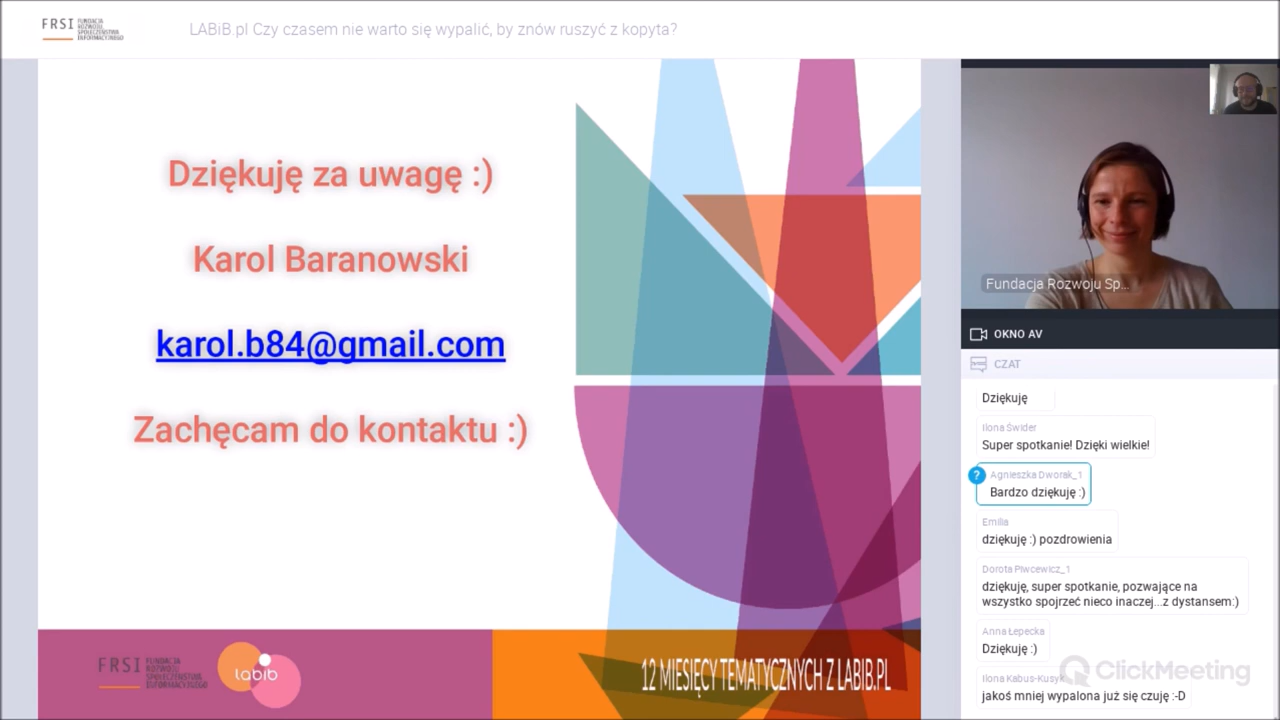 FRSI FUNDACJA
ROZWOJU
SPOŁECZEŃSTWA
INFORMACYJNEGO
LABiB.pl Czy czasem nie warto się wypalić, by znów ruszyć z kopyta?
Dziękuję za uwagę :)
Karol Baranowski
karol.b84@gmail.com
Zachęcam do kontaktu :)
FRSI FUNDACJA
ROZWOJU
SPOŁECZEŃSTWA
INFORMACYJNEGO
labib
12 MIESIĘCY TEMATYCZNYCH Z LABIB.PL
Fundacja Rozwoju Sp...
OKNO AV
CZAT
Dziękuję
Ilona Świder
Super spotkanie! Dzięki wielkie!
?
Agnieszka Dworak_1
Bardzo dziękuję :)
Emilia
dziękuję :) pozdrowienia
Dorota Piwcewicz_1
dziękuję, super spotkanie, pozwające na
wszystko spojrzeć nieco inaczej...z dystansem:)
Anna Łepecka
Dziękuję :)
ClickMeeting
Ilona Kabus-Kusyk
jakoś mniej wypalona już się czuję :-D